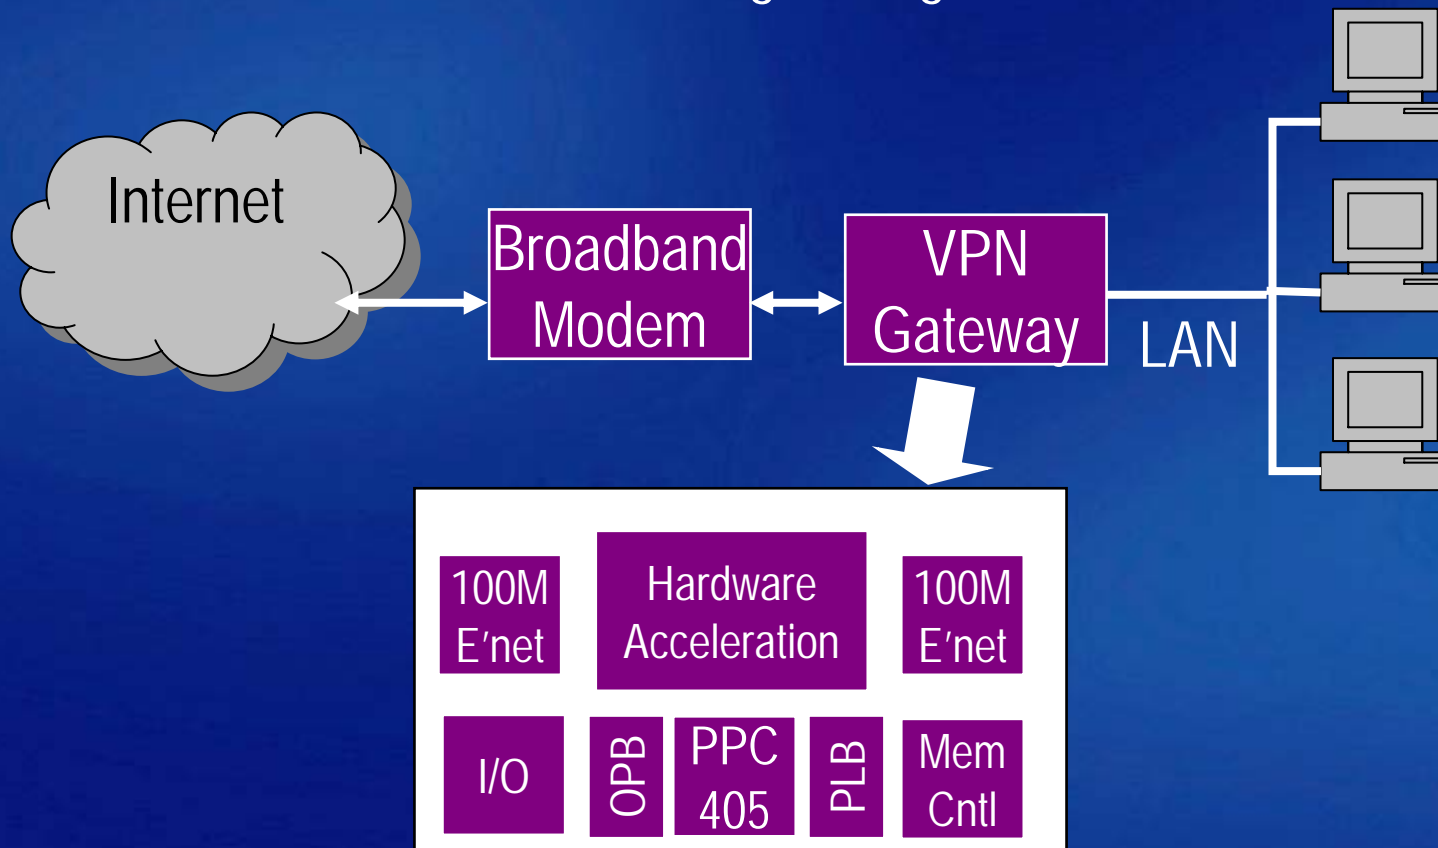 Internet
Broadband
Modem
VPN
Gateway
LAN
100M
E'net
Hardware
Acceleration
100M
E'net
I/O
OPB
PPC
405
PLB
Mem
Cntl